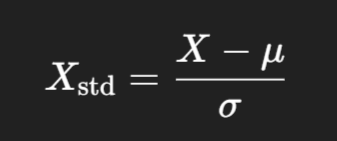 X_std = (X − μ) / σ